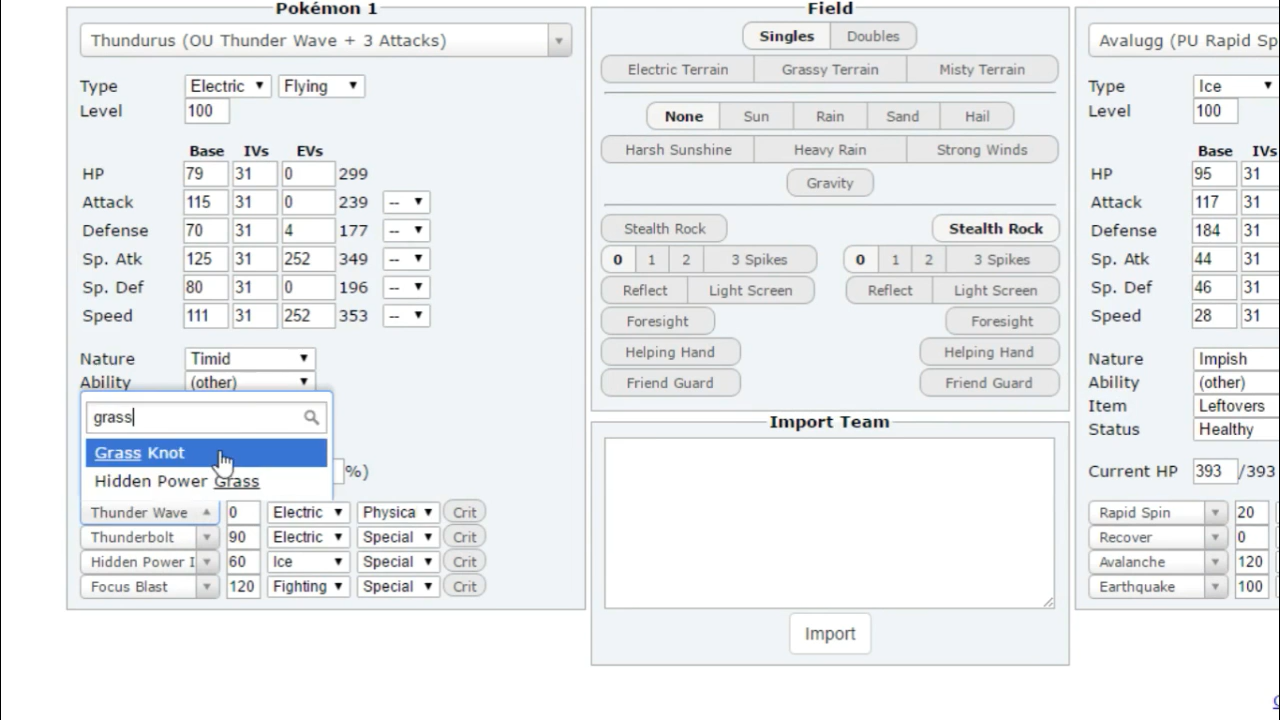 Pokémon 1
Thundurus (OU Thunder Wave + 3 Attacks)
Type Electric Flying
Level 100
Base IVs EVs
HP 79 31 0 299
Attack 115 31 0 239 --
Defense 70 31 4 177 --
Sp. Atk 125 31 252 349 --
Sp. Def 80 31 0 196 --
Speed 111 31 252 353 --
Nature Timid
Ability (other)
grass
Grass Knot
Hidden Power Grass
%)
Thunder Wave 0 Electric Physica Crit
Thunderbolt 90 Electric Special Crit
Hidden Power I 60 Ice Special Crit
Focus Blast 120 Fighting Special Crit
Field
Singles Doubles
Electric Terrain Grassy Terrain Misty Terrain
None Sun Rain Sand Hail
Harsh Sunshine Heavy Rain Strong Winds
Gravity
Stealth Rock Stealth Rock
0 1 2 3 Spikes 0 1 2 3 Spikes
Reflect Light Screen Reflect Light Screen
Foresight Foresight
Helping Hand Helping Hand
Friend Guard Friend Guard
Import Team
Import
Avalugg (PU Rapid Sp
Type Ice
Level 100
Base IVs
HP 95 31
Attack 117 31
Defense 184 31
Sp. Atk 44 31
Sp. Def 46 31
Speed 28 31
Nature Impish
Ability (other)
Item Leftovers
Status Healthy
Current HP 393 /393
Rapid Spin 20
Recover 0
Avalanche 120
Earthquake 100